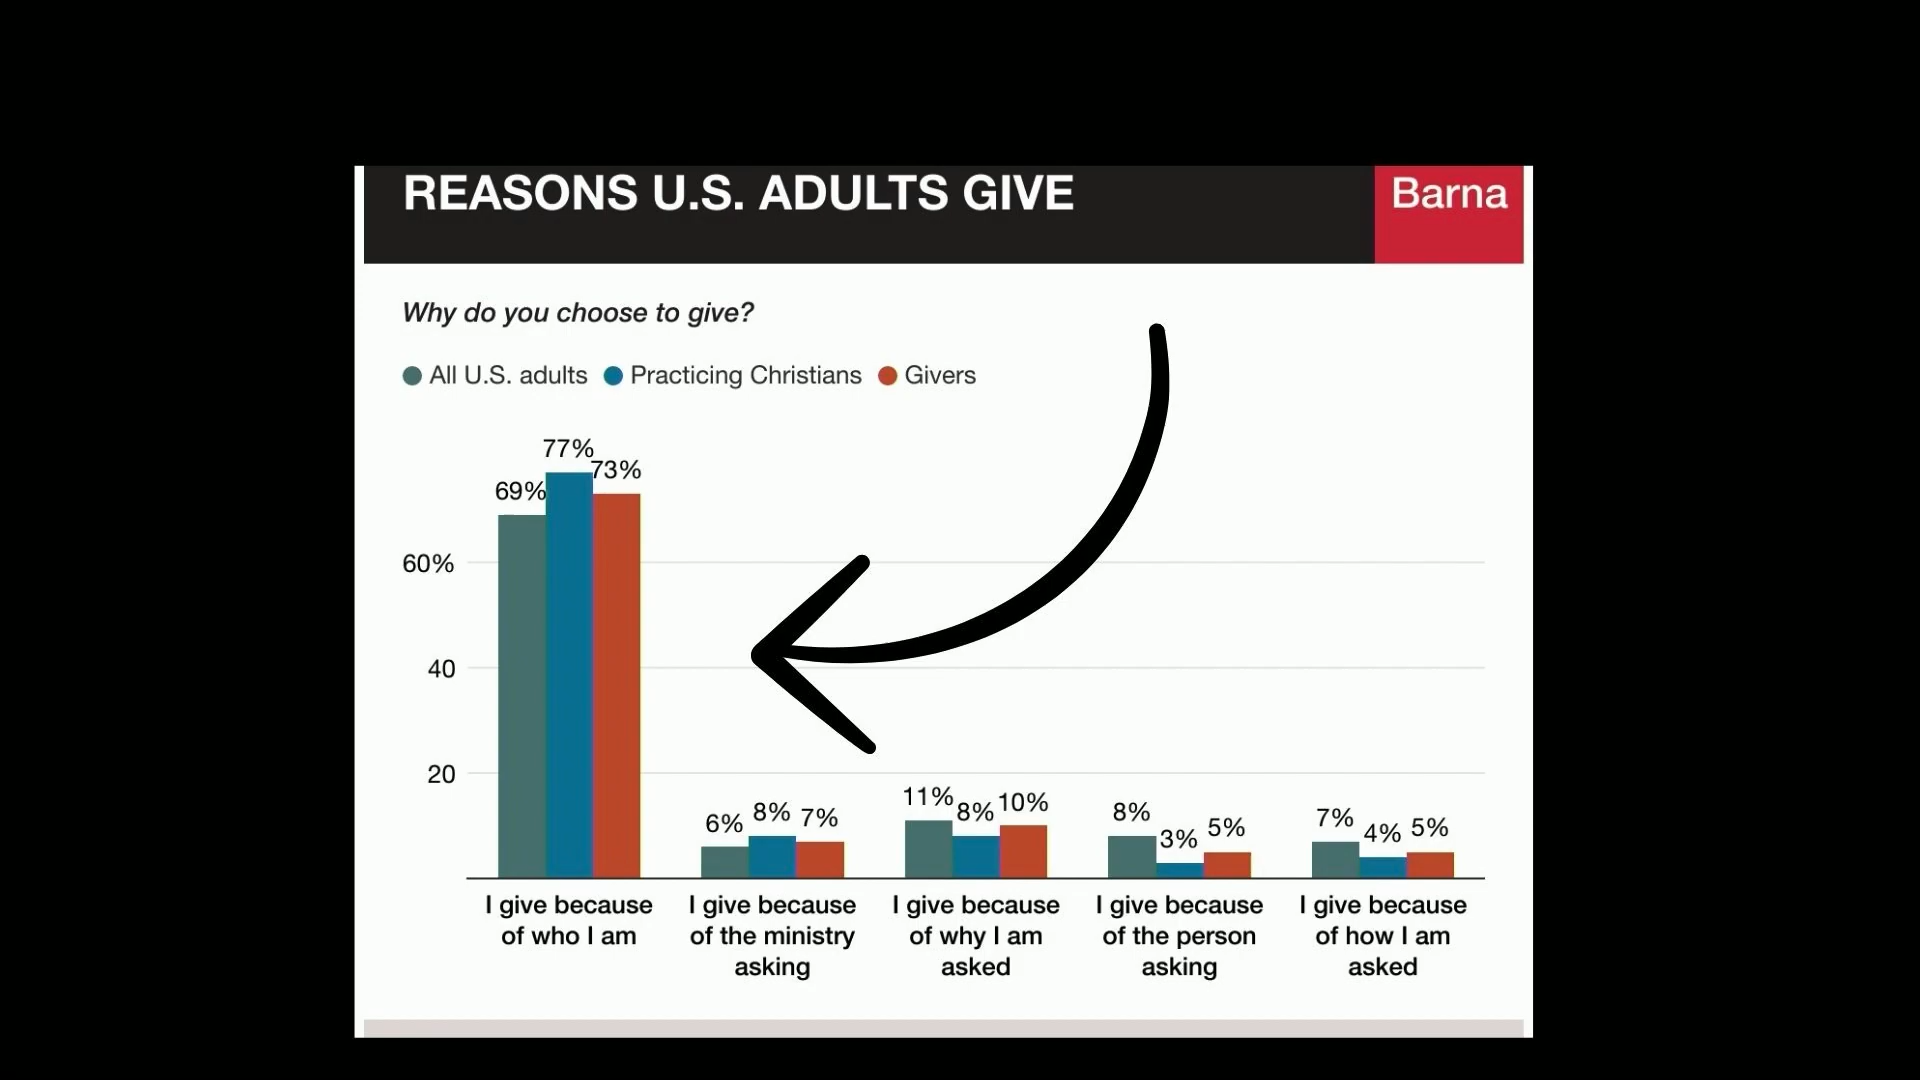 REASONS U.S. ADULTS GIVE
Barna
Why do you choose to give?
All U.S. adults Practicing Christians Givers
77%
73%
69%
60%
40
20
11% 8% 10%
6% 8% 7%
8% 3% 5%
7% 4% 5%
I give because
of who I am
I give because
of the ministry
asking
I give because
of why I am
asked
I give because
of the person
asking
I give because
of how I am
asked